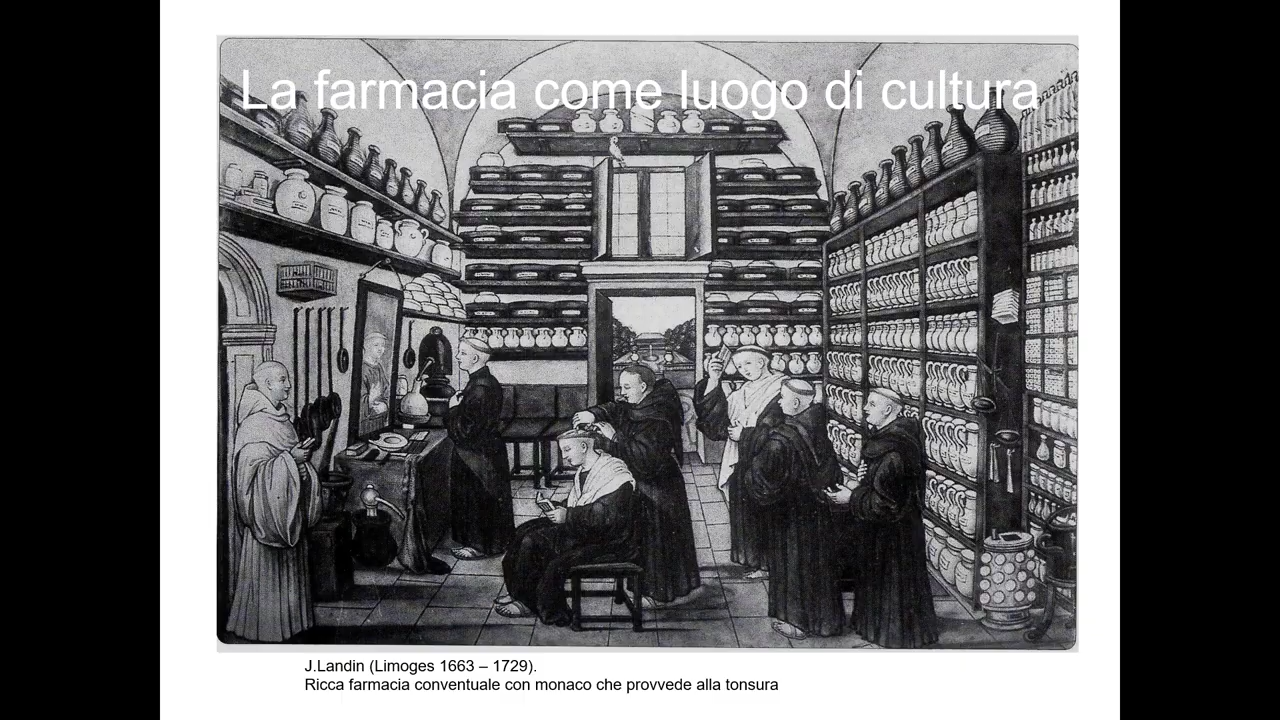 La farmacia come luogo di cultura
J.Landin (Limoges 1663 – 1729).
Ricca farmacia conventuale con monaco che provvede alla tonsura